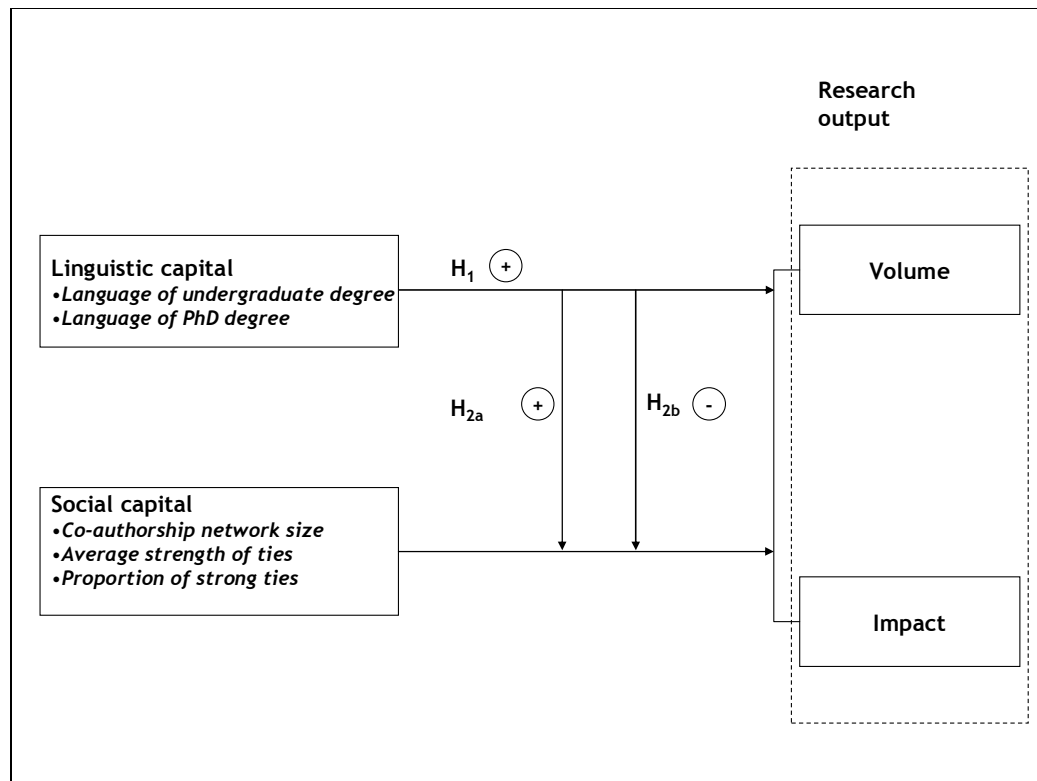 Research
output
Linguistic capital
•Language of undergraduate degree
•Language of PhD degree
H1 +
Volume
H2a +
H2b -
Social capital
•Co-authorship network size
•Average strength of ties
•Proportion of strong ties
Impact